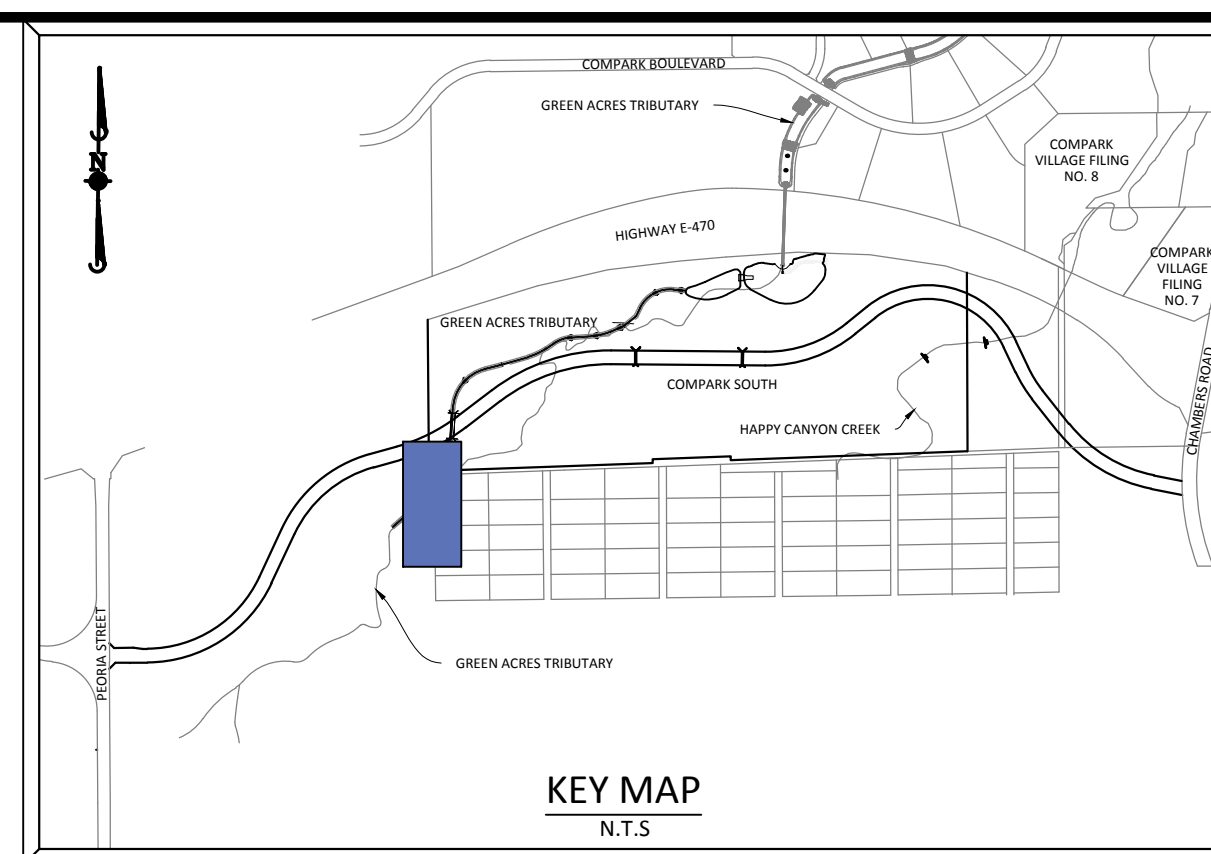 COMPARK BOULEVARD
GREEN ACRES TRIBUTARY
N
COMPARK
VILLAGE FILING
NO. 8
HIGHWAY E-470
COMPARK
VILLAGE
FILING
NO. 7
GREEN ACRES TRIBUTARY
COMPARK SOUTH
CHAMBERS ROAD
HAPPY CANYON CREEK
PEORIA STREET
GREEN ACRES TRIBUTARY
KEY MAP
N.T.S